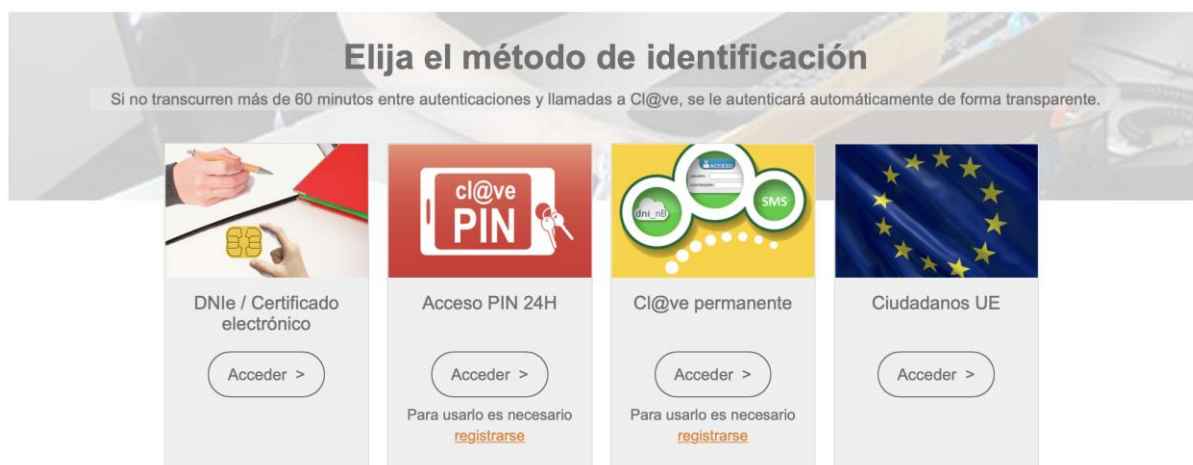 Elija el método de identificación
Si no transcurren más de 60 minutos entre autenticaciones y llamadas a Cl@ve, se le autenticará automáticamente de forma transparente.
cl@ve
PIN
ACCESO
dni_nB
SMS
DNIe / Certificado
electrónico
Acceso PIN 24H
Cl@ve permanente
Ciudadanos UE
Acceder >
Acceder >
Acceder >
Acceder >
Para usarlo es necesario
registrarse
Para usarlo es necesario
registrarse